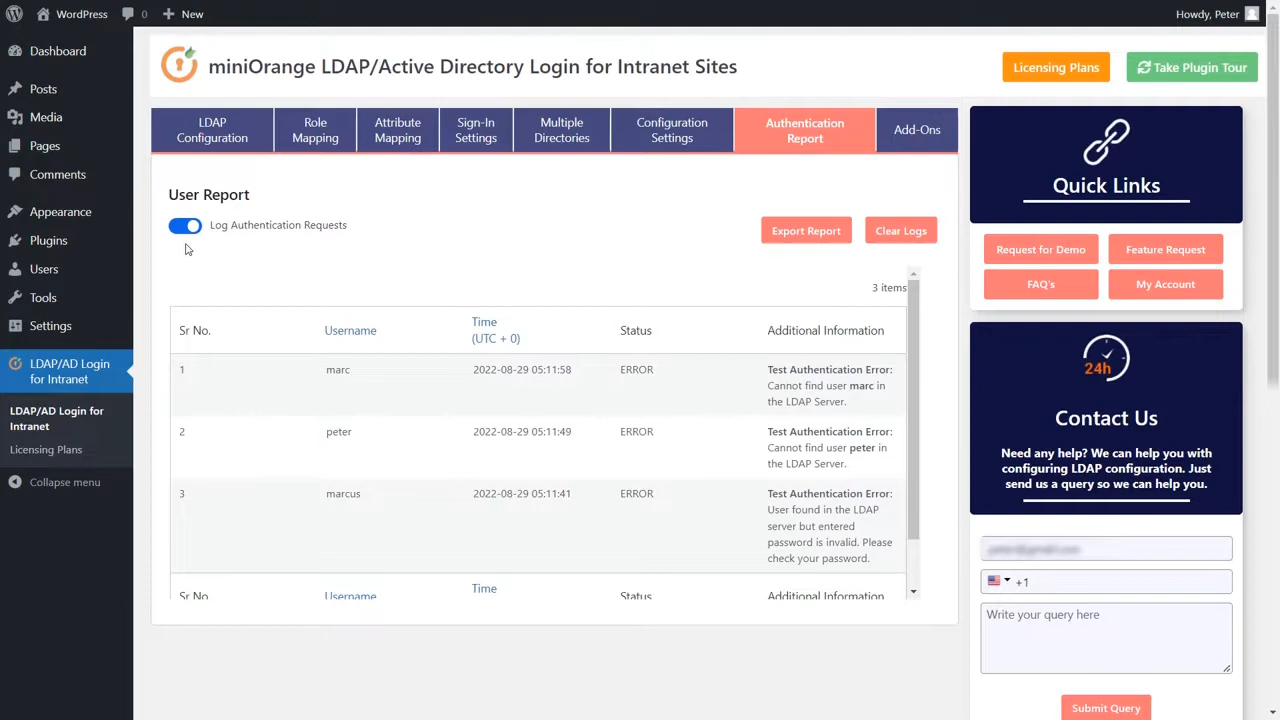 WordPress
0
New
Howdy, Peter
Dashboard
Posts
Media
Pages
Comments
Appearance
Plugins
Users
Tools
Settings
LDAP/AD Login
for Intranet
LDAP/AD Login for
Intranet
Licensing Plans
Collapse menu
miniOrange LDAP/Active Directory Login for Intranet Sites
Licensing Plans
Take Plugin Tour
LDAP
Configuration
Role
Mapping
Attribute
Mapping
Sign-In
Settings
Multiple
Directories
Configuration
Settings
Authentication
Report
Add-Ons
User Report
Log Authentication Requests
Export Report
Clear Logs
3 items
Sr No.
Username
Time
(UTC + 0)
Status
Additional Information
1
marc
2022-08-29 05:11:58
ERROR
Test Authentication Error:
Cannot find user marc in
the LDAP Server.
2
peter
2022-08-29 05:11:49
ERROR
Test Authentication Error:
Cannot find user peter in
the LDAP Server.
3
marcus
2022-08-29 05:11:41
ERROR
Test Authentication Error:
User found in the LDAP
server but entered
password is invalid. Please
check your password.
Sr No.
Username
Time
Status
Additional Information
Quick Links
Request for Demo
Feature Request
FAQ's
My Account
24h
Contact Us
Need any help? We can help you with
configuring LDAP configuration. Just
send us a query so we can help you.
+1
Write your query here
Submit Query